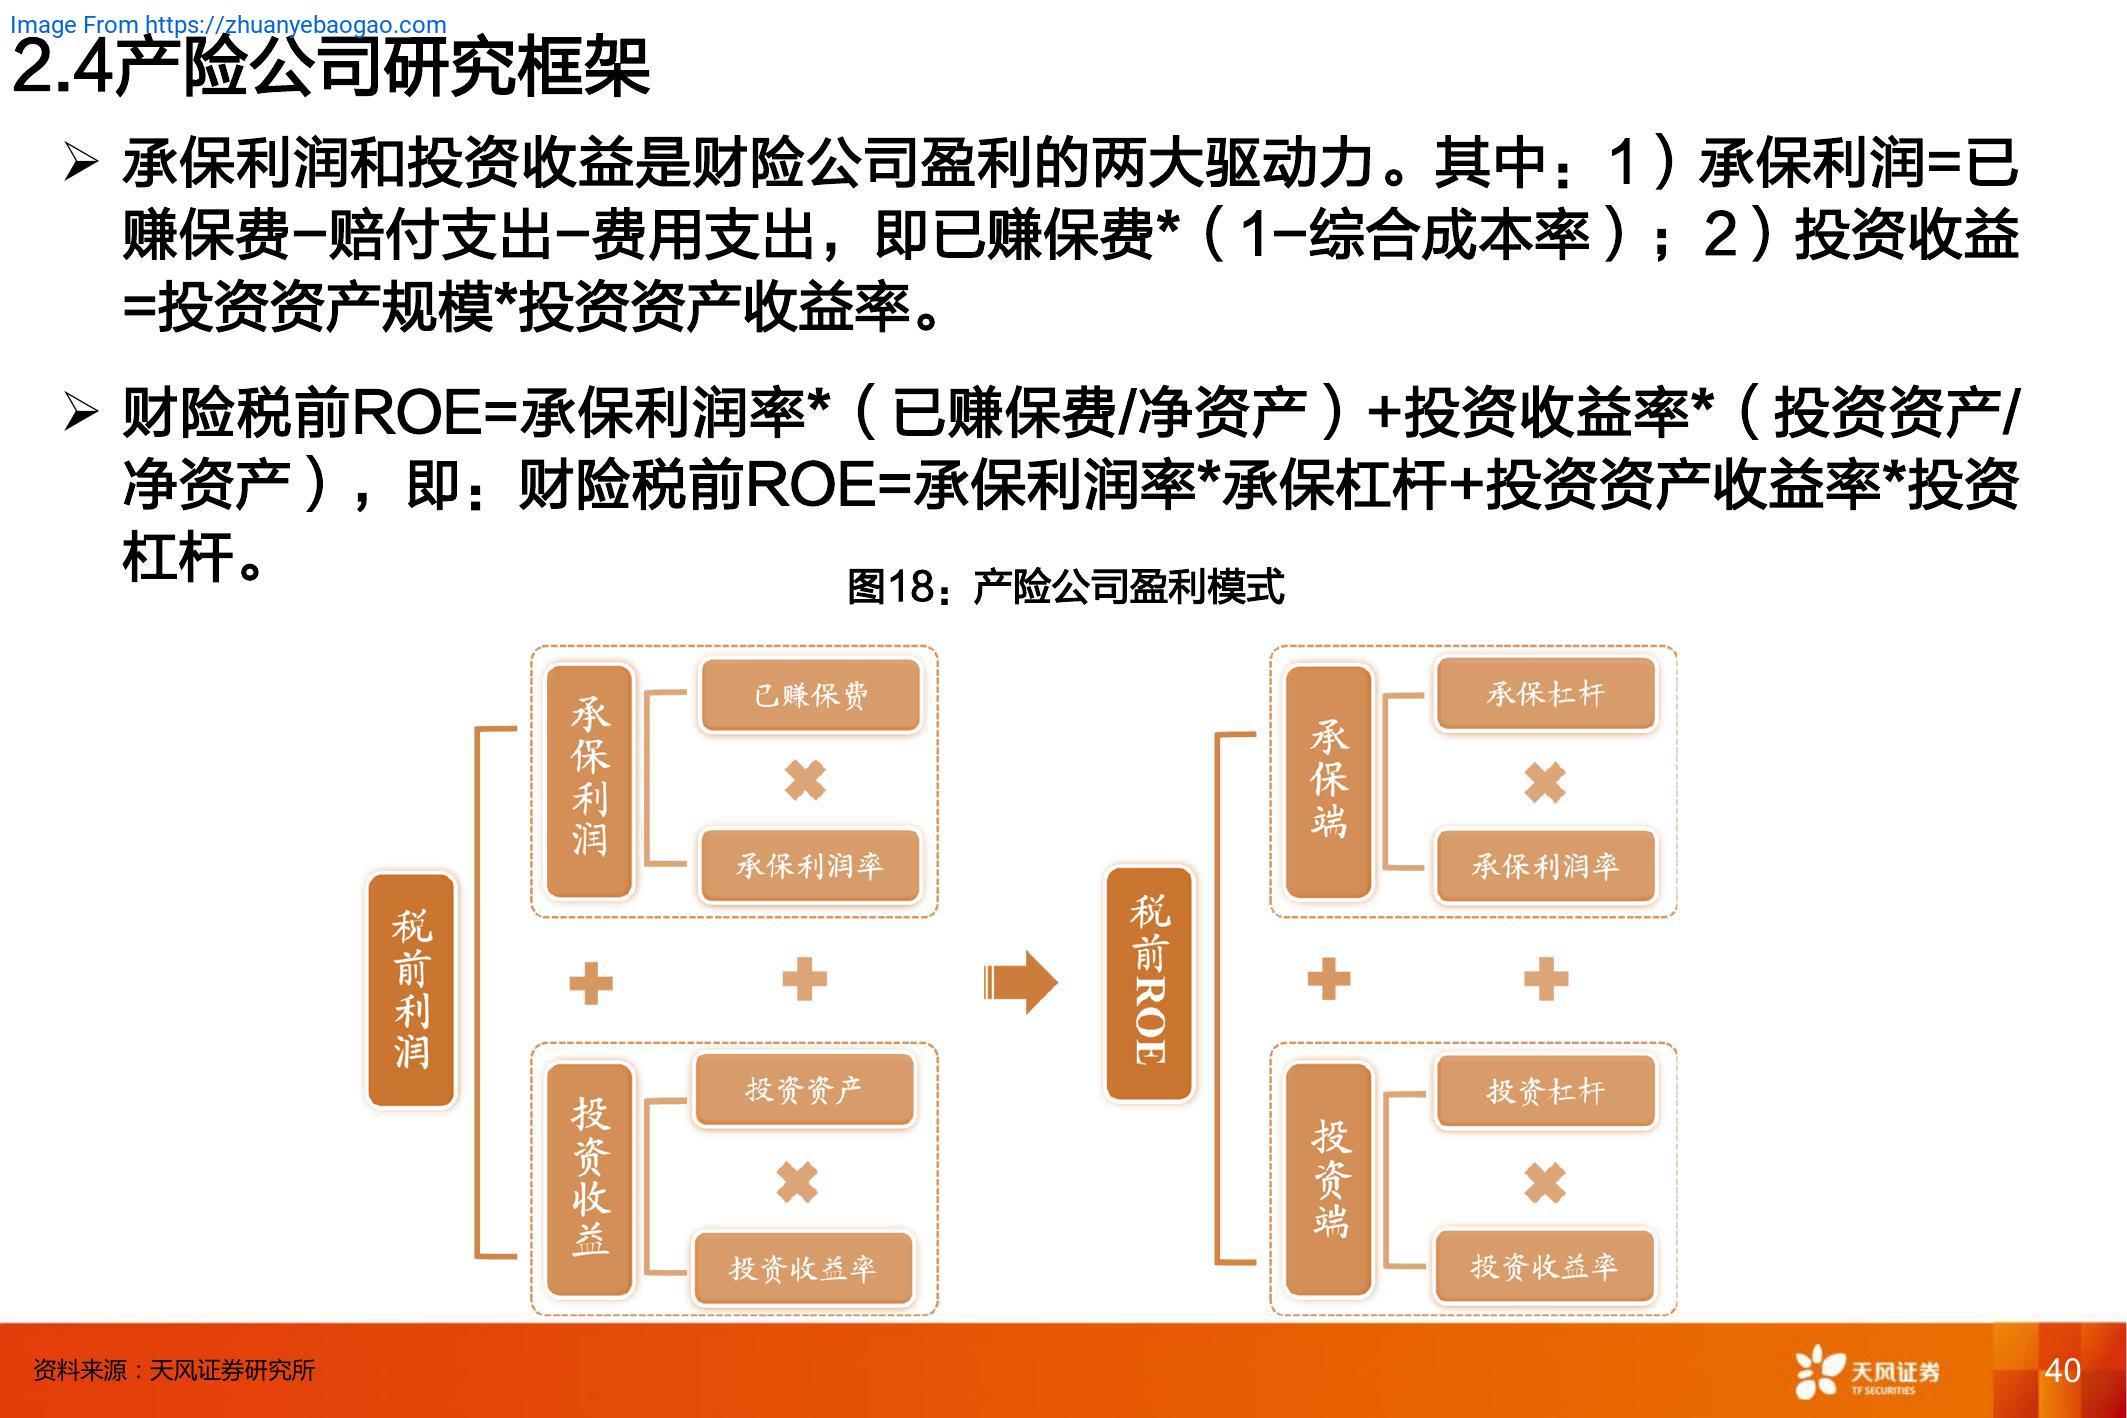 Image From https://zhuanyebaogao.com
2.4产险公司研究框架
➢ 承保利润和投资收益是财险公司盈利的两大驱动力。其中：1）承保利润=已
赚保费-赔付支出-费用支出，即已赚保费*（1-综合成本率）；2）投资收益
=投资资产规模*投资资产收益率。
➢ 财险税前ROE=承保利润率*（已赚保费/净资产）+投资收益率*（投资资产/
净资产），即：财险税前ROE=承保利润率*承保杠杆+投资资产收益率*投资
杠杆。
图18：产险公司盈利模式
税前利润
承保利润
已赚保费
承保利润率
投资收益
投资资产
投资收益率
税前ROE
承保端
承保杠杆
承保利润率
投资端
投资杠杆
投资收益率
资料来源：天风证券研究所
天风证券
TF SECURITIES
40